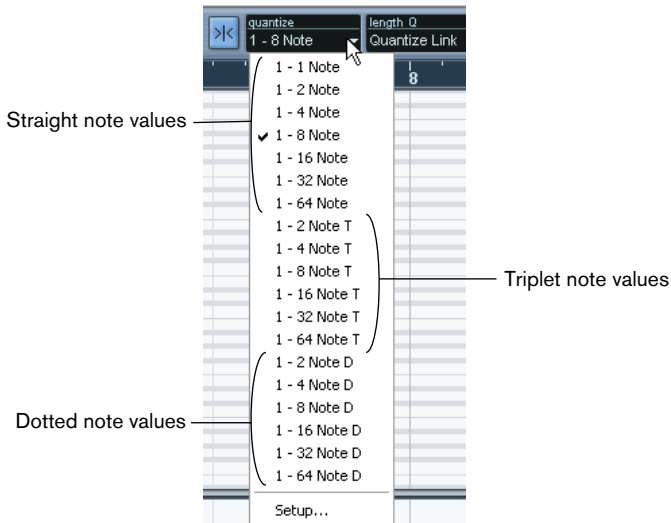 quantize
length Q
1 - 8 Note
Quantize Link
8
1 - 1 Note
1 - 2 Note
1 - 4 Note
✓ 1 - 8 Note
1 - 16 Note
1 - 32 Note
1 - 64 Note
1 - 2 Note T
1 - 4 Note T
1 - 8 Note T
1 - 16 Note T
1 - 32 Note T
1 - 64 Note T
1 - 2 Note D
1 - 4 Note D
1 - 8 Note D
1 - 16 Note D
1 - 32 Note D
1 - 64 Note D
Setup...
Straight note values
Triplet note values
Dotted note values